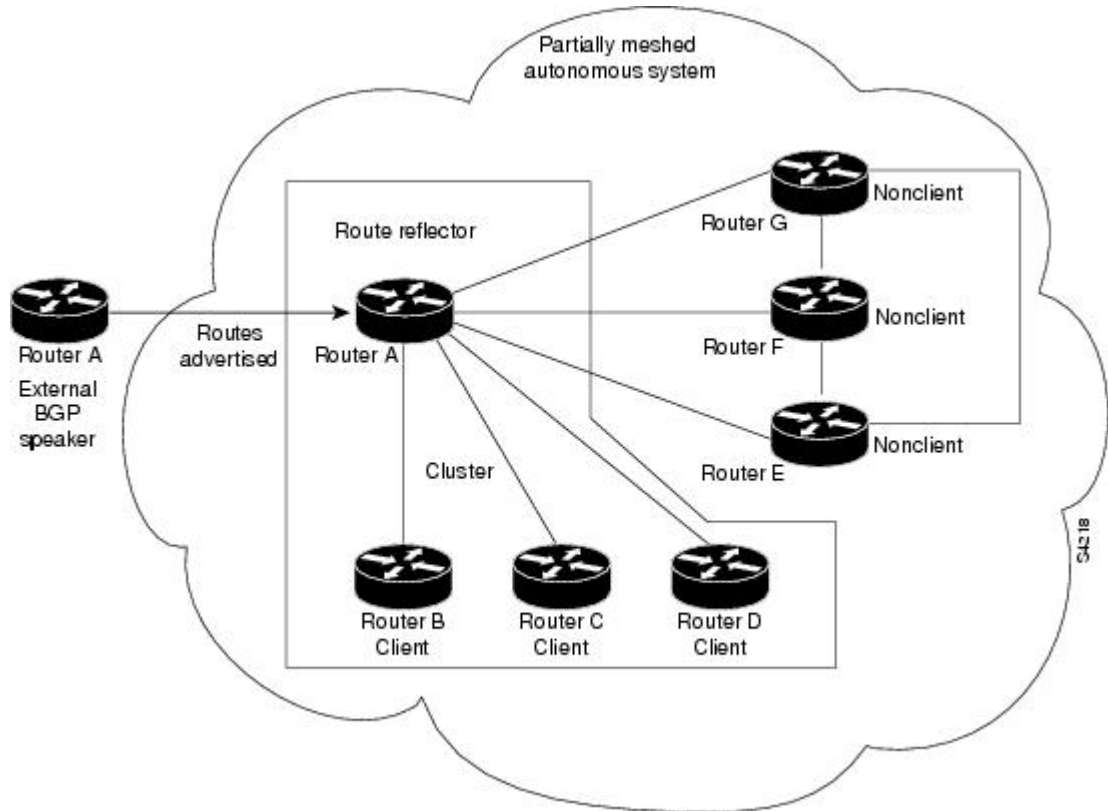 Partially meshed
autonomous system
Nonclient
Router G
Route reflector
Nonclient
Router A
Routes
advertised
Router A
Router F
External
BGP
speaker
Nonclient
Router E
Cluster
S4218
Router B
Client
Router C
Client
Router D
Client